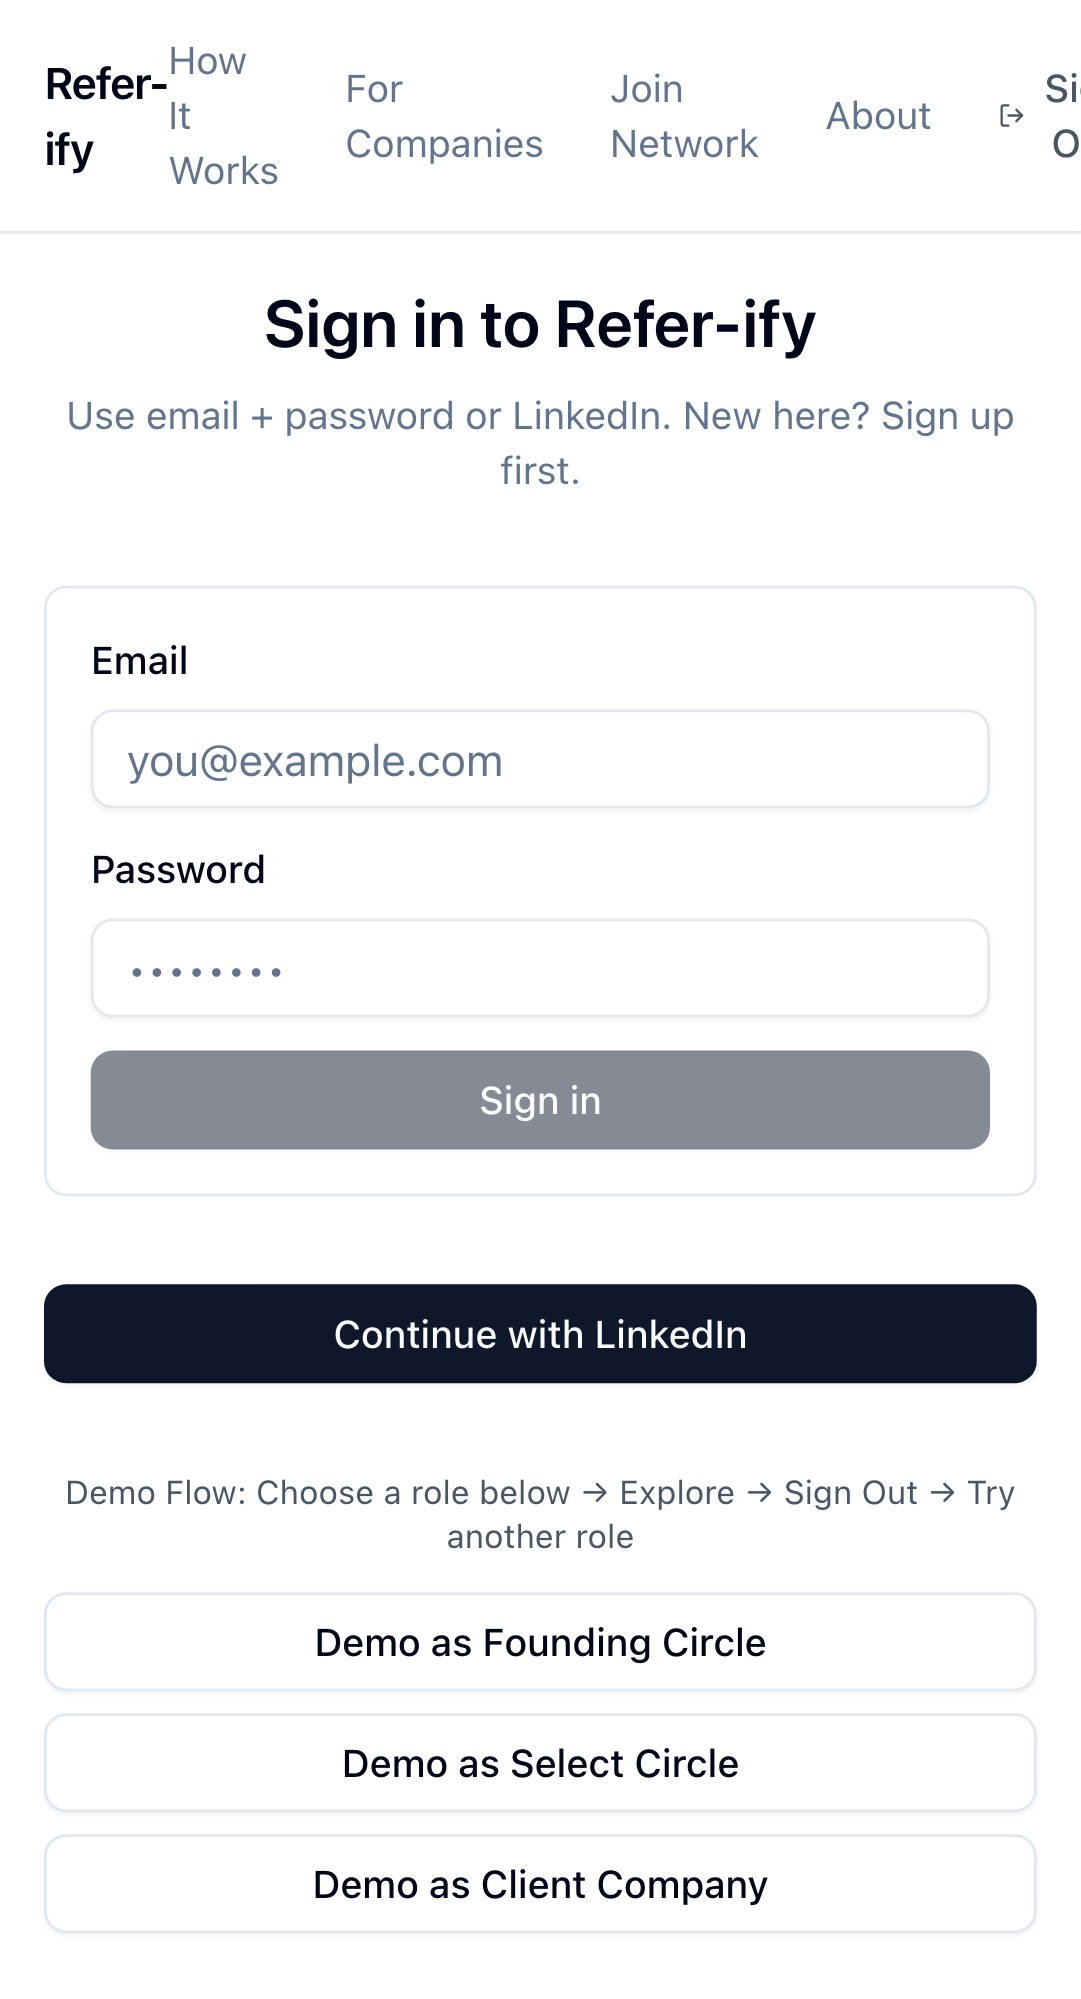 Refer-
ify
How
It
Works
For
Companies
Join
Network
About
Sign in to Refer-ify
Use email + password or LinkedIn. New here? Sign up
first.
Email
you@example.com
Password
••••••••
Sign in
Continue with LinkedIn
Demo Flow: Choose a role below → Explore → Sign Out → Try
another role
Demo as Founding Circle
Demo as Select Circle
Demo as Client Company